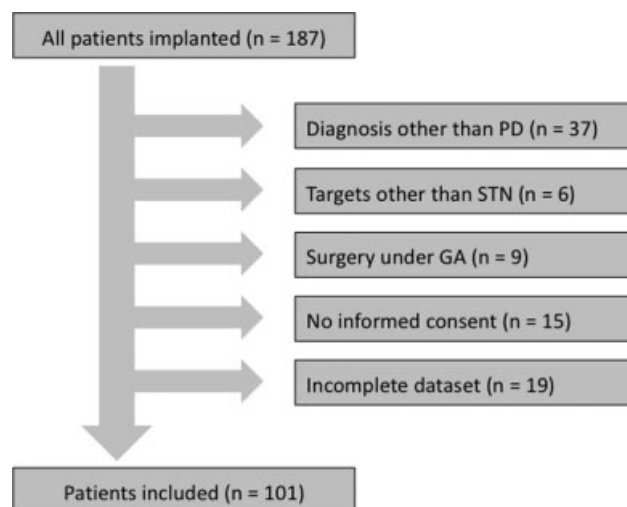 All patients implanted (n = 187)
Diagnosis other than PD (n = 37)
Targets other than STN (n = 6)
Surgery under GA (n = 9)
No informed consent (n = 15)
Incomplete dataset (n = 19)
Patients included (n = 101)